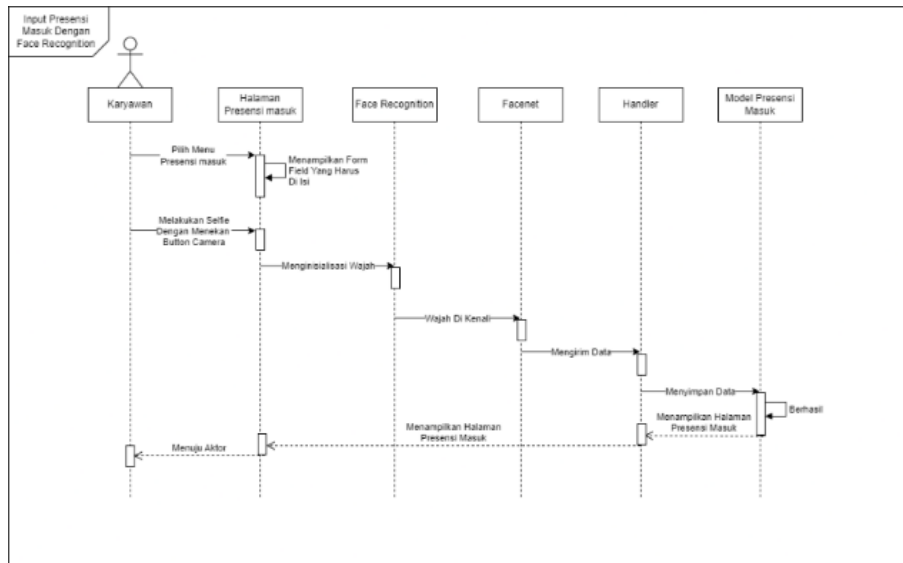 Input Presensi
Masuk Dengan
Face Recognition
Karyawan
Halaman
Presensi masuk
Face Recognition
Facenet
Handler
Model Presensi
Masuk
Pilih Menu
Presensi masuk
Menampilkan Form
Field Yang Harus
Di Isi
Melakukan Selfie
Dengan Menekan
Button Camera
Menginisialisasi Wajah
Wajah Di Kenali
Mengirim Data
Menyimpan Data
Berhasil
Menampilkan Halaman
Presensi Masuk
Menampilkan Halaman
Presensi Masuk
Menuju Aktor